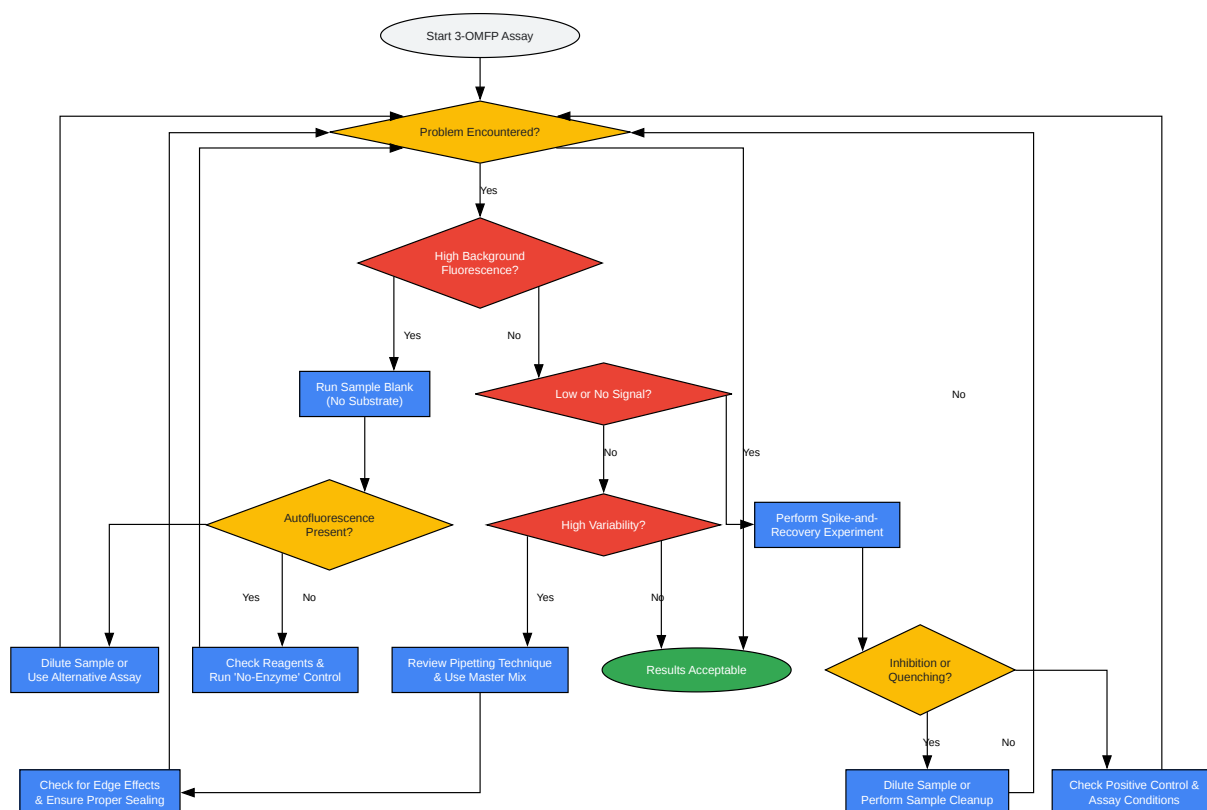 Start 3-OMFP Assay
Problem Encountered?
Yes
High Background
Fluorescence?
Yes
No
Run Sample Blank
(No Substrate)
Low or No Signal?
No
No
Yes
Autofluorescence
Present?
High Variability?
Perform Spike-and-
Recovery Experiment
Yes
No
Yes
No
Dilute Sample or
Use Alternative Assay
Check Reagents &
Run 'No-Enzyme' Control
Review Pipetting Technique
& Use Master Mix
Results Acceptable
Inhibition or
Quenching?
Yes
No
Check for Edge Effects
& Ensure Proper Sealing
Dilute Sample or
Perform Sample Cleanup
Check Positive Control &
Assay Conditions